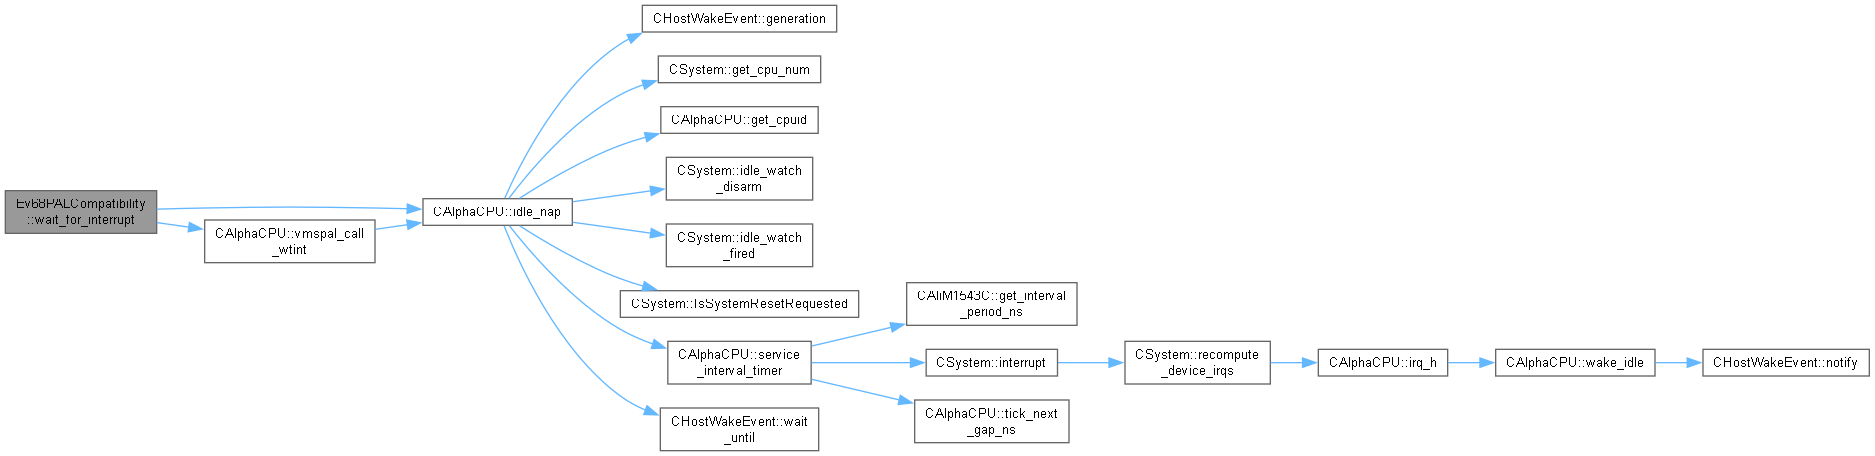 Ev68PALCompatibility
::wait_for_interrupt
CAlphaCPU::vmspal_call
_wtint
CAlphaCPU::idle_nap
CHostWakeEvent::generation
CSystem::get_cpu_num
CAlphaCPU::get_cpuid
CSystem::idle_watch
_disarm
CSystem::idle_watch
_fired
CSystem::IsSystemResetRequested
CAlphaCPU::service
_interval_timer
CHostWakeEvent::wait
_until
CAliM1543C::get_interval
_period_ns
CSystem::interrupt
CAlphaCPU::tick_next
_gap_ns
CSystem::recompute
_device_irqs
CAlphaCPU::irq_h
CAlphaCPU::wake_idle
CHostWakeEvent::notify